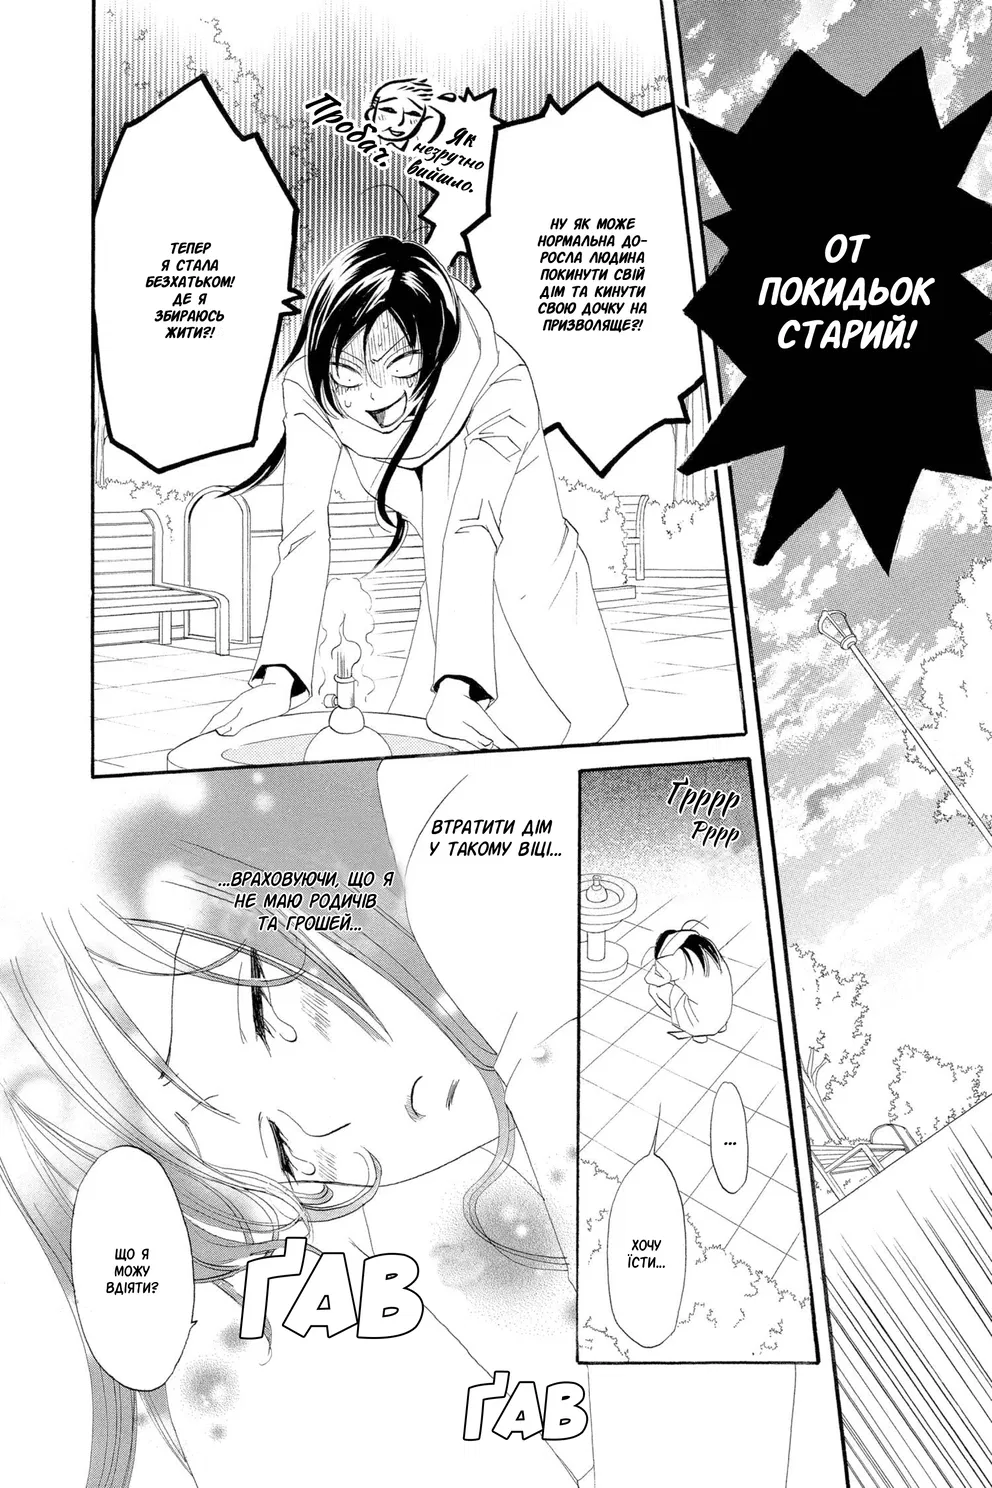 ОТ
ПОКИДЬОК
СТАРИЙ!
НУ ЯК МОЖЕ
НОРМАЛЬНА ДО-
РОСЛА ЛЮДИНА
ПОКИНУТИ СВІЙ
ДІМ ТА КИНУТИ
СВОЮ ДОЧКУ НА
ПРИЗВОЛЯЩЕ?!
Як
незручно
вийшло.
Пробач.
ТЕПЕР
Я СТАЛА
БЕЗХАТЬКОМ!
ДЕ Я
ЗБИРАЮСЬ
ЖИТИ?!
Ґрррр
Рррр
...
ХОЧУ
ЇСТИ...
ВТРАТИТИ ДІМ
У ТАКОМУ ВІЦІ...
...ВРАХОВУЮЧИ, ЩО Я
НЕ МАЮ РОДИЧІВ
ТА ГРОШЕЙ...
ЩО Я
МОЖУ
ВДІЯТИ?
ҐАВ
ҐАВ